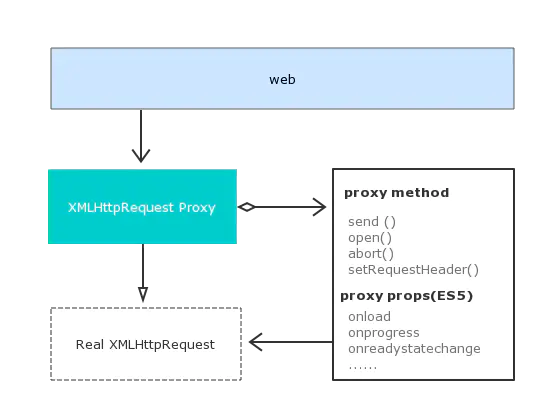 web
XMLHttpRequest Proxy
proxy method
send ()
open()
abort()
setRequestHeader()
proxy props(ES5)
onload
onprogress
onreadystatechange
......
Real XMLHttpRequest